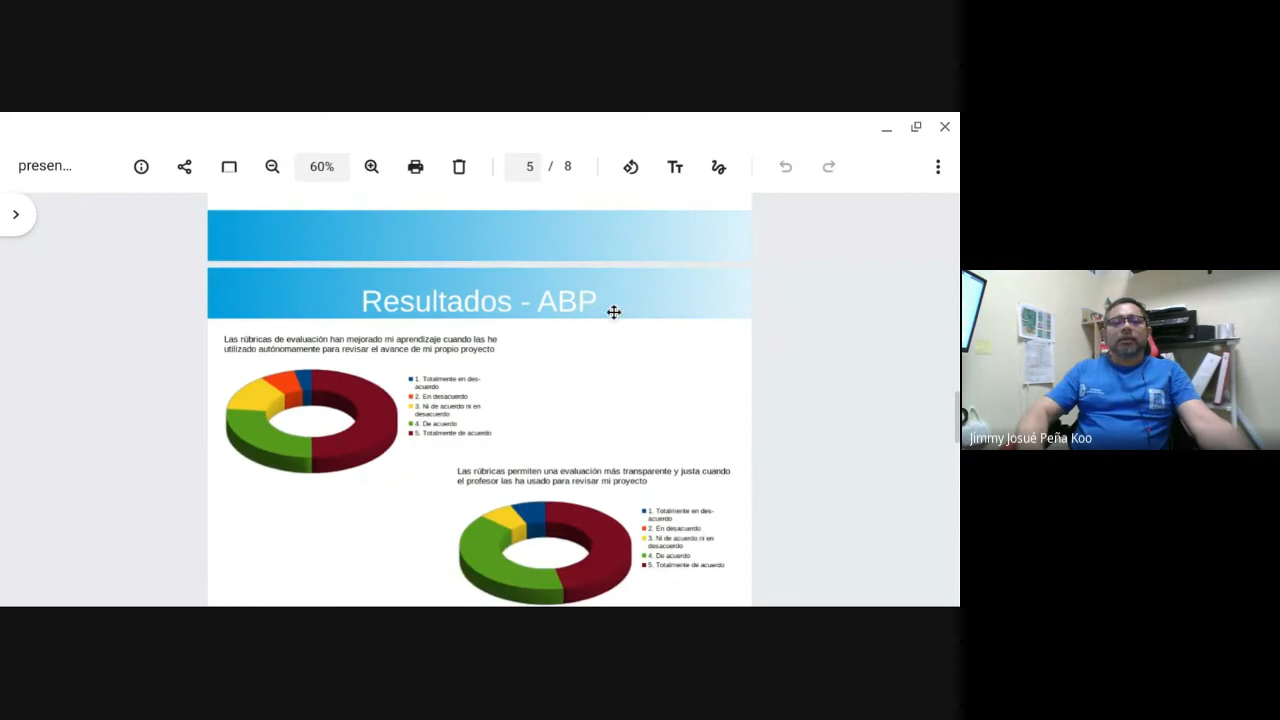 presen...
60%
5 / 8
Resultados - ABP
Las rúbricas de evaluación han mejorado mi aprendizaje cuando las he
utilizado autónomamente para revisar el avance de mi propio proyecto
1. Totalmente en des-
acuerdo
2. En desacuerdo
3. Ni de acuerdo ni en
desacuerdo
4. De acuerdo
5. Totalmente de acuerdo
Las rúbricas permiten una evaluación más transparente y justa cuando
el profesor las ha usado para revisar mi proyecto
1. Totalmente en des-
acuerdo
2. En desacuerdo
3. Ni de acuerdo ni en
desacuerdo
4. De acuerdo
5. Totalmente de acuerdo
Jimmy Josué Peña Koo